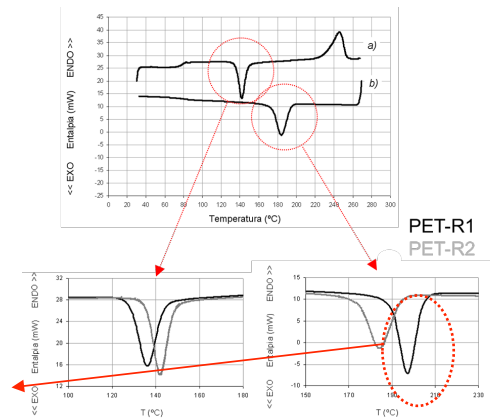 45
40
35
30
25
20
15
10
5
0
-5
-10
-15
-20
-25
<< EXO Entalpia (mW) ENDO >>
a)
b)
0 20 40 60 80 100 120 140 160 180 200 220 240 260 280 300
Temperatura (ºC)
PET-R1
PET-R2
32
28
24
20
16
12
<< EXO Entalpia (mW) ENDO >>
100 120 140 160 180
T (ºC)
15
10
5
0
-5
-10
<< EXO Entalpia (mW) ENDO >>
150 170 190 210 230
T (ºC)